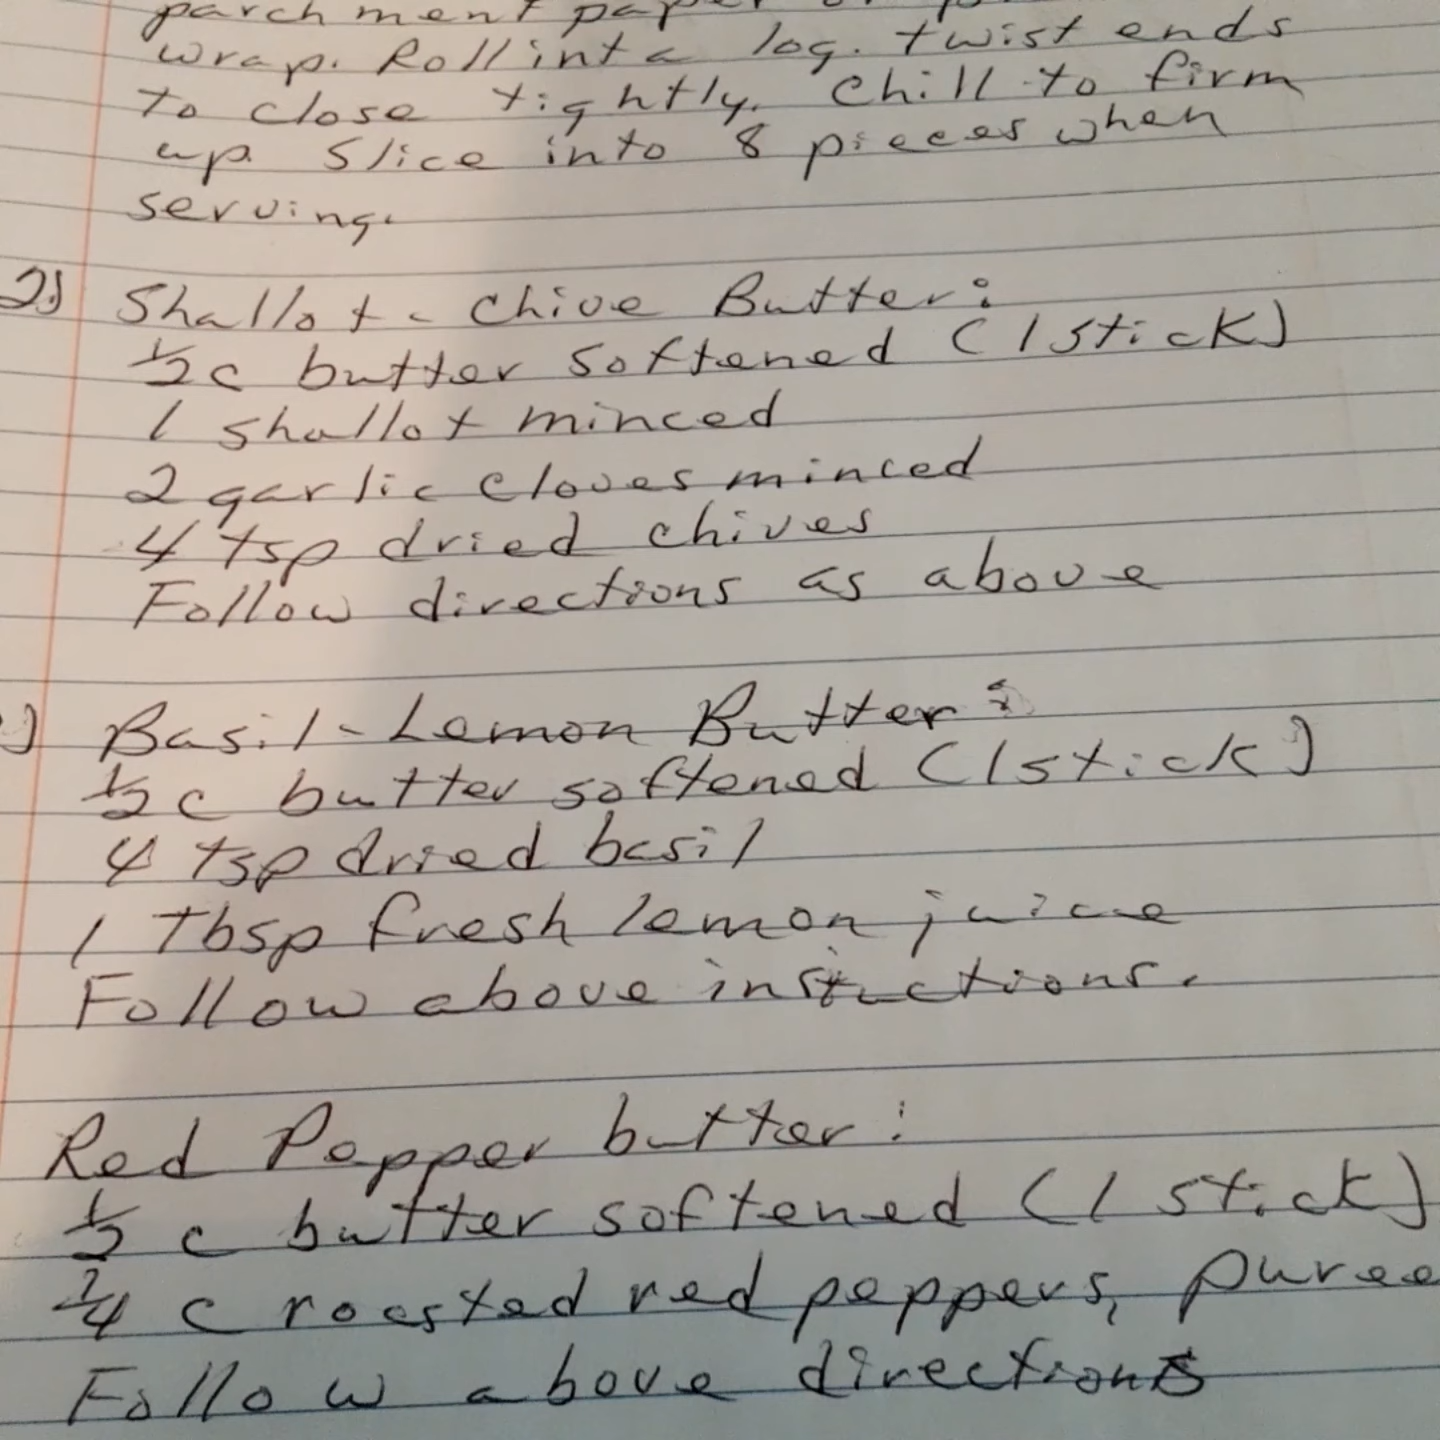 parchment paper or
wrap. Roll into log. twist ends
to close tightly. Chill to firm
up. Slice into 8 pieces when
serving.
2.) Shallot - Chive Butter:
1/2 c butter softened (1 stick)
1 shallot minced
2 garlic cloves minced
4 tsp dried chives
Follow directions as above
) Basil - Lemon Butter:
1/2 c butter softened (1 stick)
4 tsp dried basil
1 Tbsp fresh lemon juice
Follow above instuctions.
Red Pepper butter:
1/2 c butter softened (1 stick)
c roasted red peppers, puree
Follow above directions